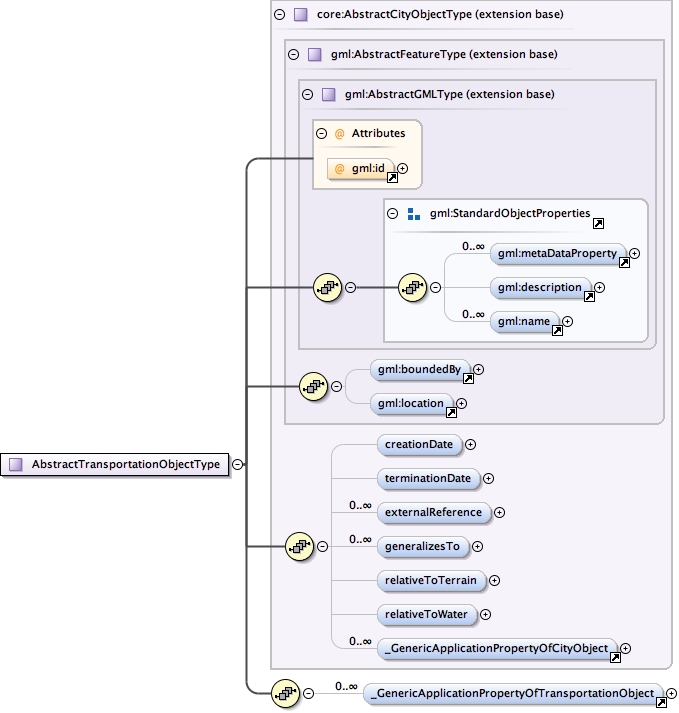 core:AbstractCityObjectType (extension base)
gml:AbstractFeatureType (extension base)
gml:AbstractGMLType (extension base)
@ Attributes
@ gml:id
gml:StandardObjectProperties
0..∞
gml:metaDataProperty
gml:description
0..∞
gml:name
gml:boundedBy
gml:location
AbstractTransportationObjectType
creationDate
terminationDate
0..∞
externalReference
0..∞
generalizesTo
relativeToTerrain
relativeToWater
0..∞
_GenericApplicationPropertyOfCityObject
0..∞
_GenericApplicationPropertyOfTransportationObject